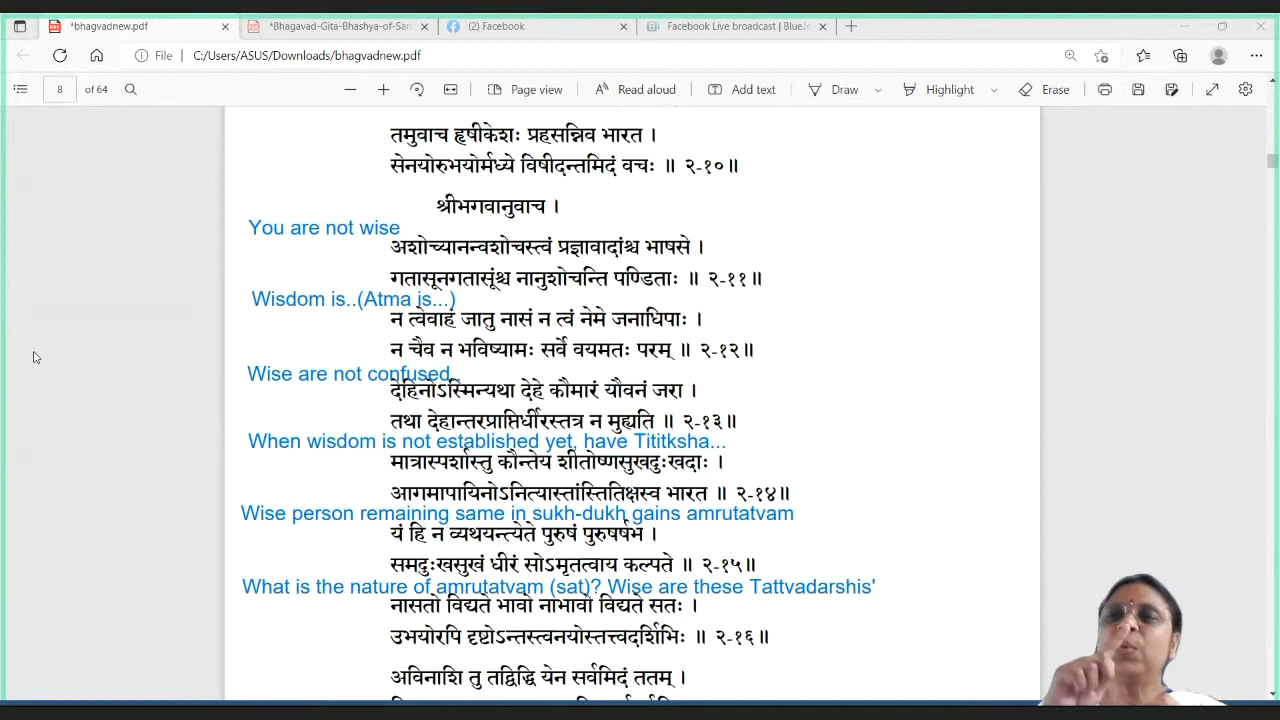 *bhagvadnew.pdf
*Bhagavad-Gita-Bhashya-of-San
(2) Facebook
Facebook Live broadcast | BlueJe
File
C:/Users/ASUS/Downloads/bhagvadnew.pdf
8 of 64
Page view
Read aloud
Add text
Draw
Highlight
Erase
तमुवाच हृषीकेशः प्रहसन्निव भारत ।
सेनयोरुभयोर्मध्ये विषीदन्तमिदं वचः ॥ २-१०॥
श्रीभगवानुवाच ।
You are not wise
अशोच्यानन्वशोचस्त्वं प्रज्ञावादांश्च भाषसे ।
गतासूनगतासूंश्च नानुशोचन्ति पण्डिताः ॥ २-११॥
Wisdom is..(Atma is...)
न त्वेवाहं जातु नासं न त्वं नेमे जनाधिपाः ।
न चैव न भविष्यामः सर्वे वयमतः परम् ॥ २-१२॥
Wise are not confused..
देहिनोऽस्मिन्यथा देहे कौमारं यौवनं जरा ।
तथा देहान्तरप्राप्तिर्धीरस्तत्र न मुह्यति ॥ २-१३॥
When wisdom is not established yet, have Tititksha...
मात्रास्पर्शास्तु कौन्तेय शीतोष्णसुखदुःखदाः ।
आगमापायिनोऽनित्यास्तांस्तितिक्षस्व भारत ॥ २-१४॥
Wise person remaining same in sukh-dukh gains amrutatvam
यं हि न व्यथयन्त्येते पुरुषं पुरुषर्षभ ।
समदुःखसुखं धीरं सोऽमृतत्वाय कल्पते ॥ २-१५॥
What is the nature of amrutatvam (sat)? Wise are these Tattvadarshis'
नासतो विद्यते भावो नाभावो विद्यते सतः ।
उभयोरपि दृष्टोऽन्तस्त्वनयोस्तत्त्वदर्शिभिः ॥ २-१६॥
अविनाशि तु तद्विद्धि येन सर्वमिदं ततम् ।